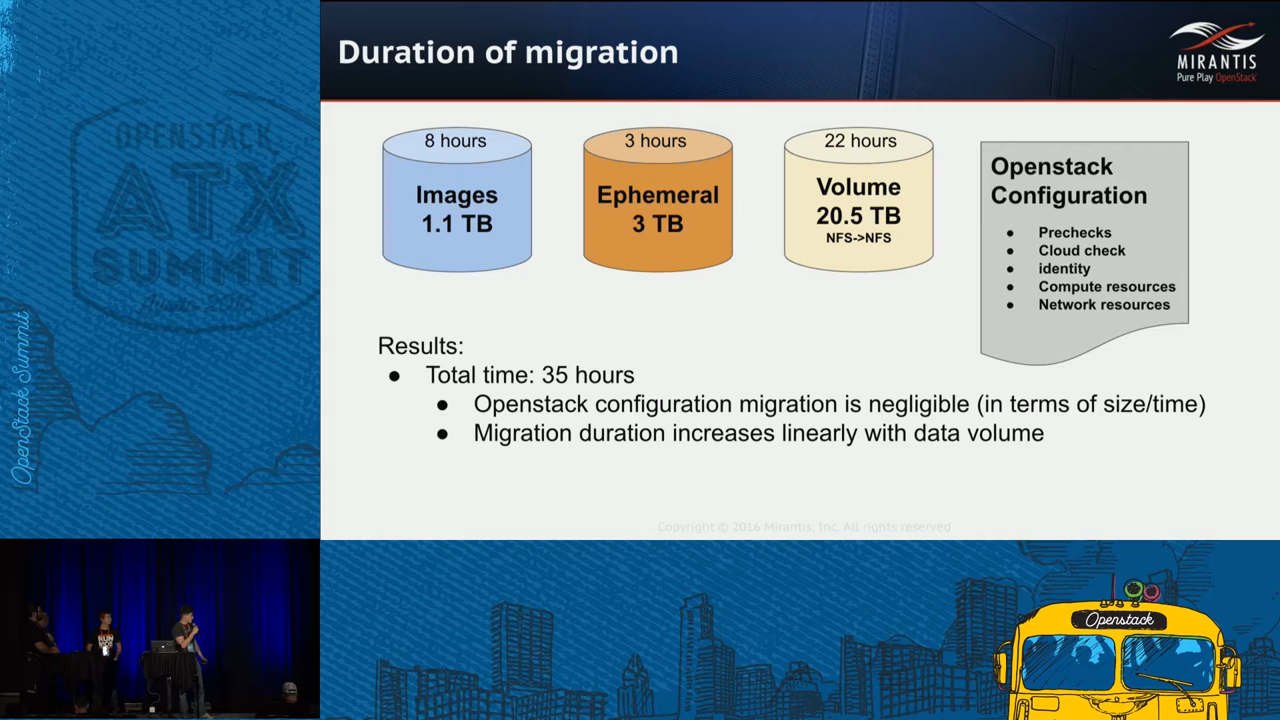 Duration of migration
MIRANTIS
Pure Play OpenStack
8 hours
Images
1.1 TB
3 hours
Ephemeral
3 TB
22 hours
Volume
20.5 TB
NFS->NFS
Openstack
Configuration
● Prechecks
● Cloud check
● identity
● Compute resources
● Network resources
Results:
● Total time: 35 hours
● Openstack configuration migration is negligible (in terms of size/time)
● Migration duration increases linearly with data volume
Copyright © 2016 Mirantis, Inc. All rights reserved
OPENSTACK
ATX
SUMMIT
Austin 2016
OpenStack Summit
Openstack